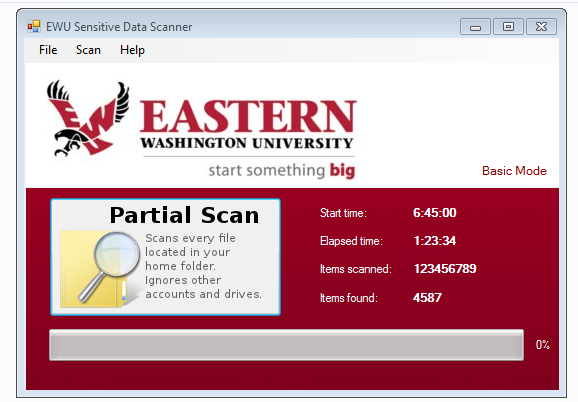 EWU Sensitive Data Scanner
File Scan Help
EASTERN
WASHINGTON UNIVERSITY
start something big
Basic Mode
Partial Scan
Scans every file
located in your
home folder.
Ignores other
accounts and drives.
Start time: 6:45:00
Elapsed time: 1:23:34
Items scanned: 123456789
Items found: 4587
0%